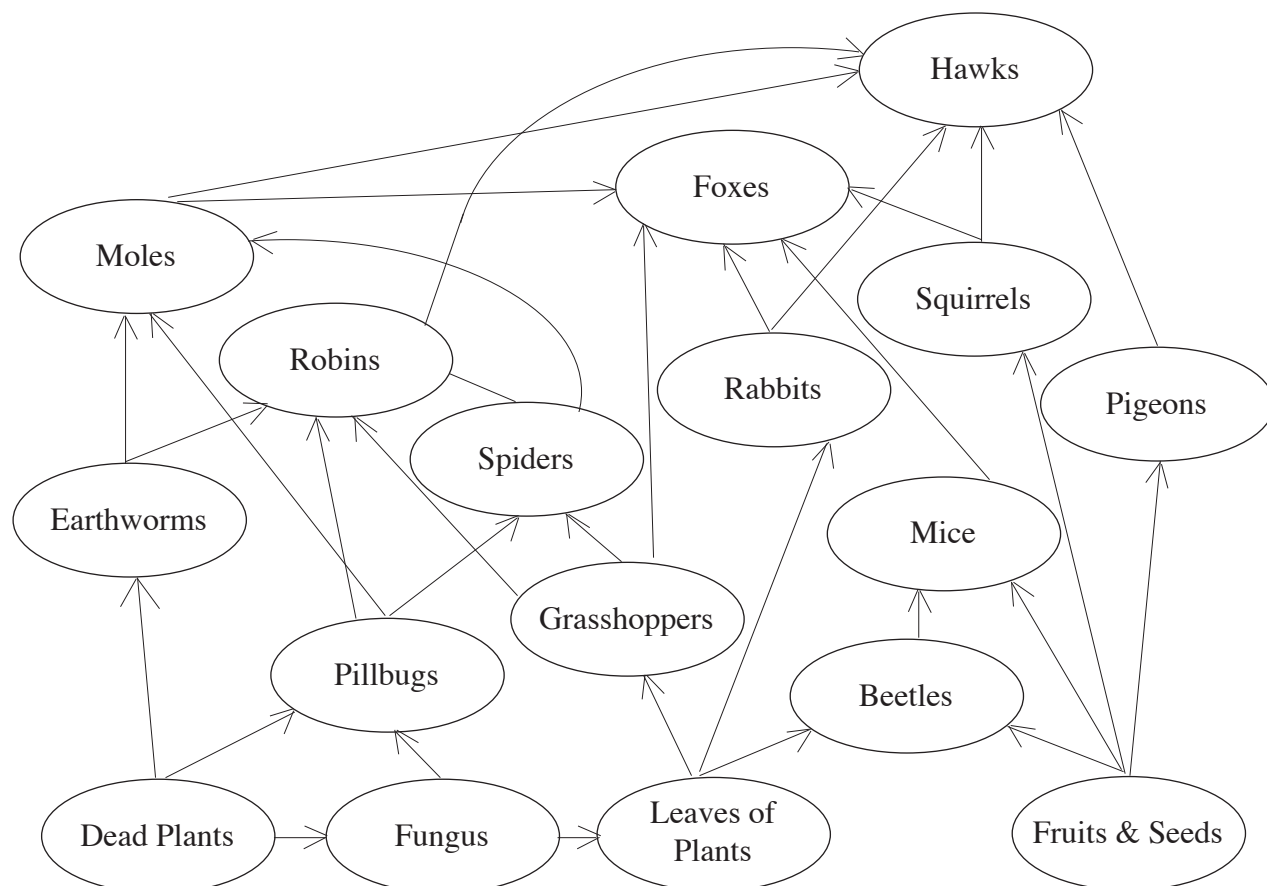 Hawks
Foxes
Moles
Squirrels
Robins
Rabbits
Pigeons
Spiders
Earthworms
Mice
Grasshoppers
Pillbugs
Beetles
Dead Plants
Fungus
Leaves of
Plants
Fruits & Seeds